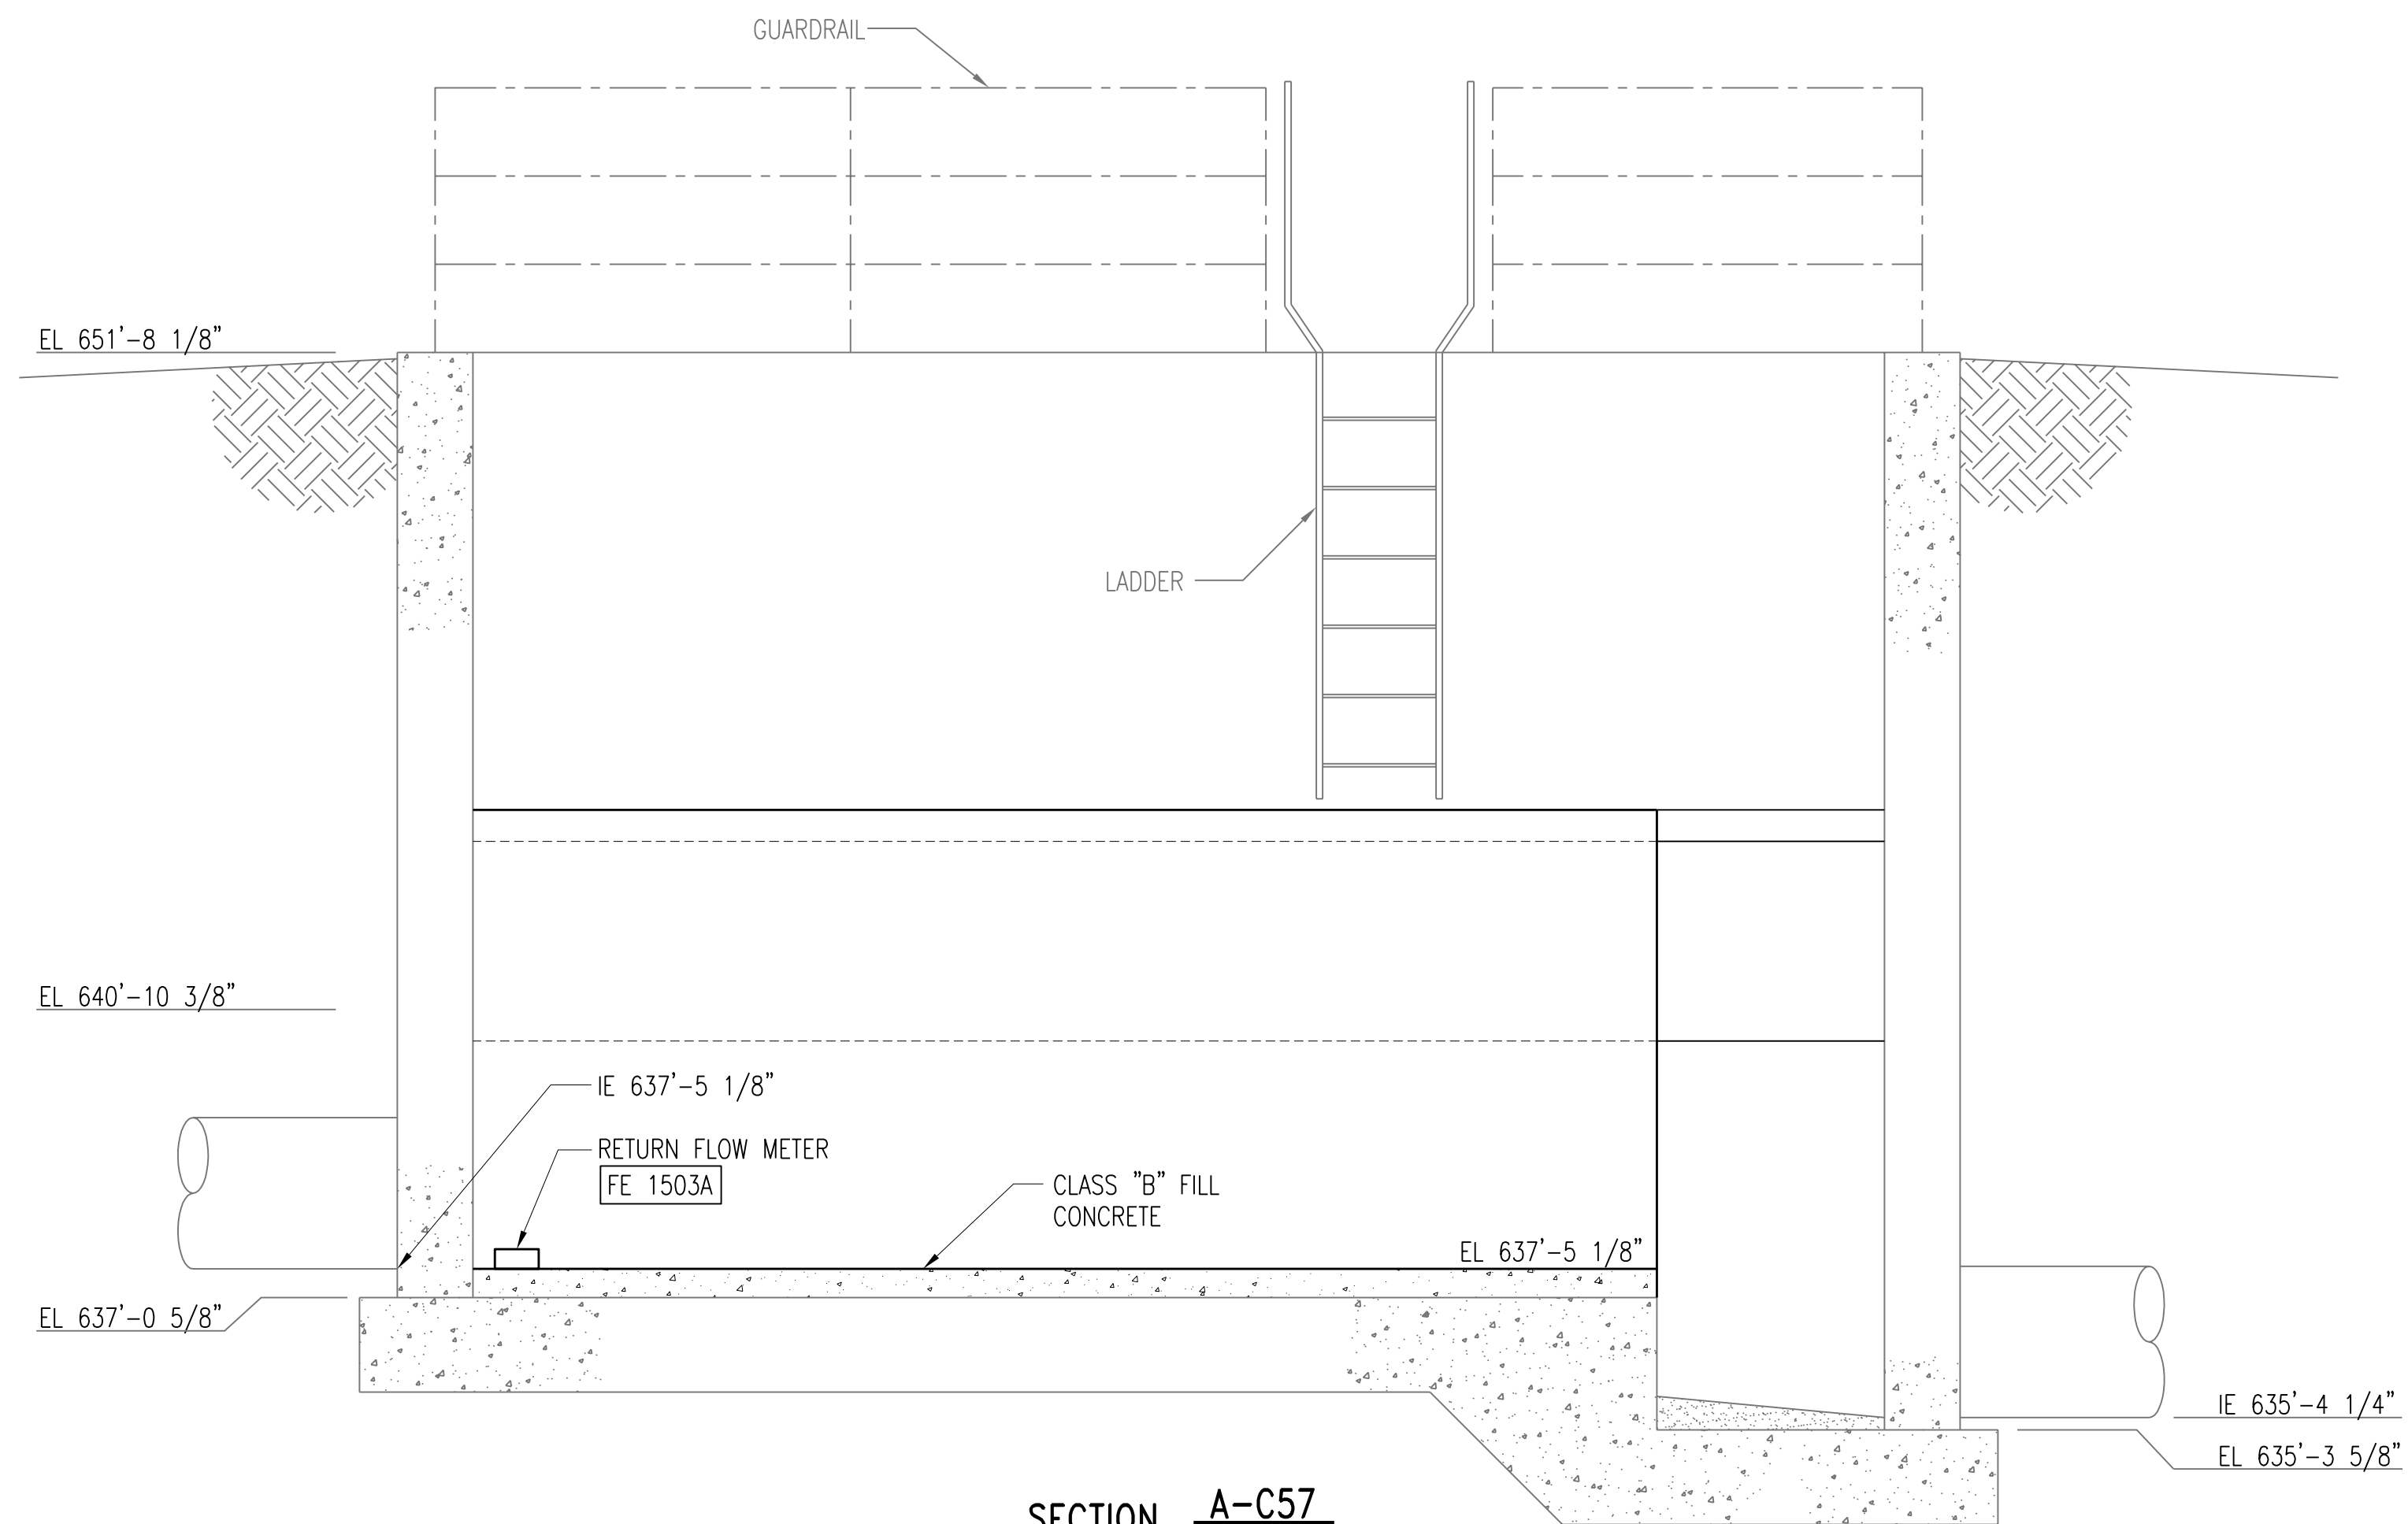 GUARDRAIL
EL 651'-8 1/8"
LADDER
EL 640'-10 3/8"
IE 637'-5 1/8"
RETURN FLOW METER
FE 1503A
CLASS "B" FILL
CONCRETE
EL 637'-5 1/8"
EL 637'-0 5/8"
IE 635'-4 1/4"
EL 635'-3 5/8"
SECTION A-C57